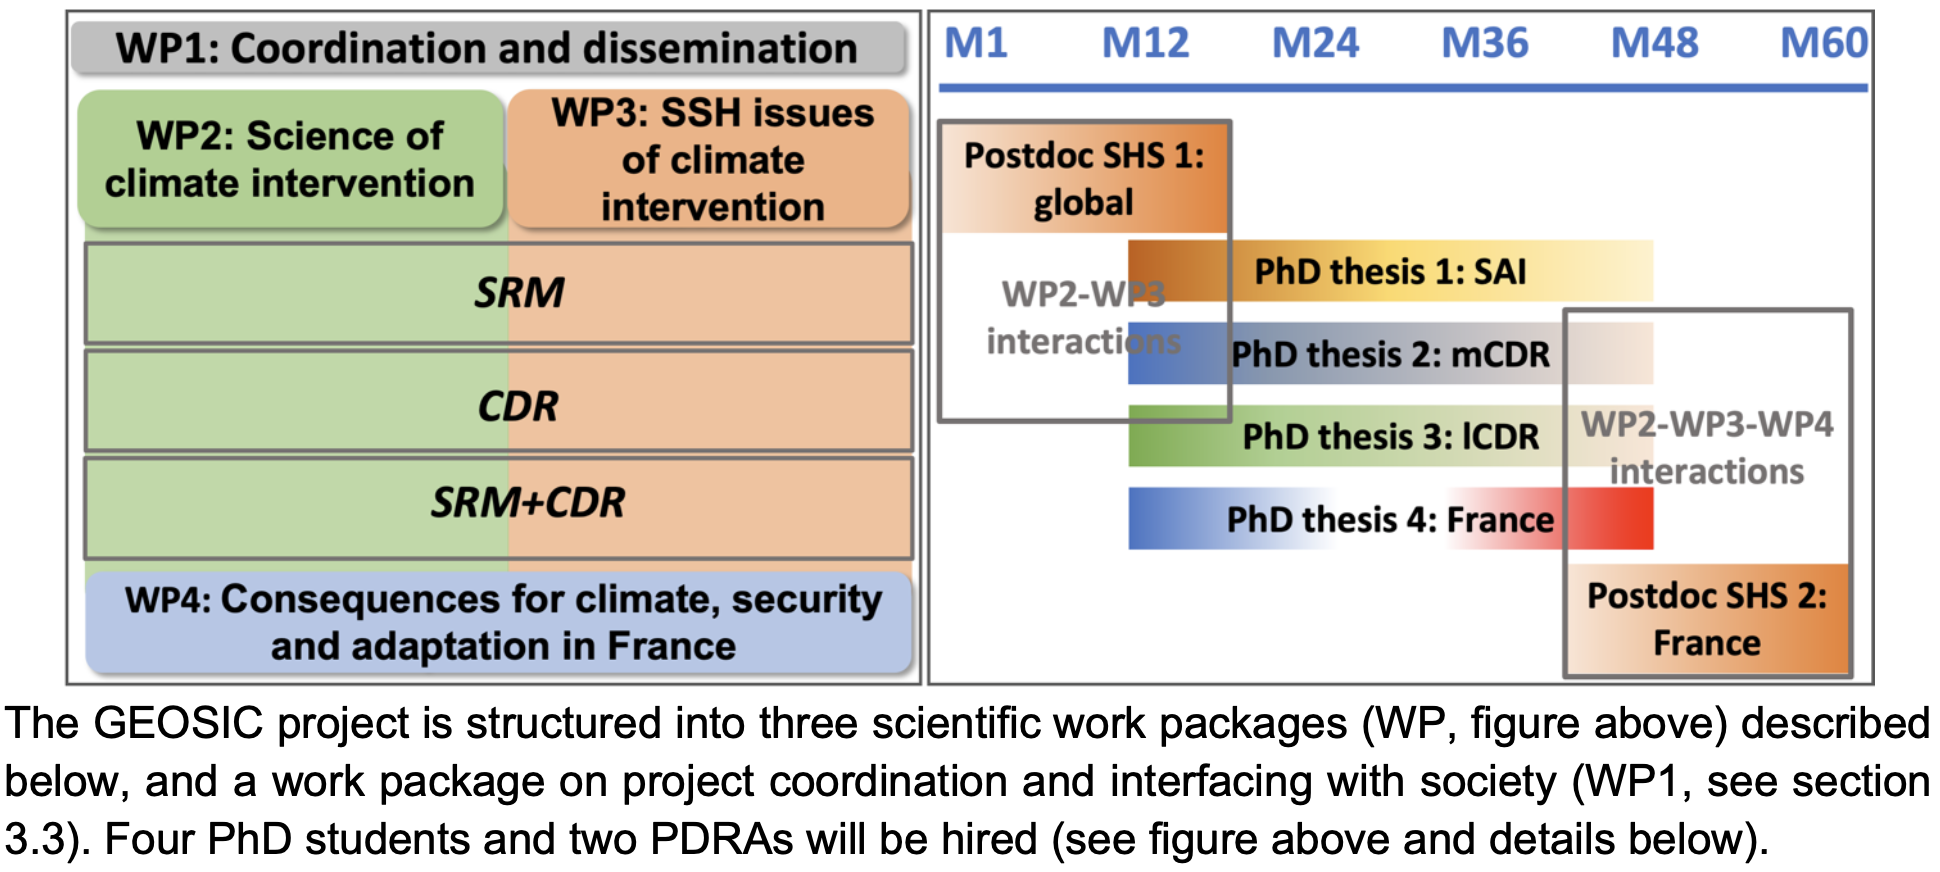 WP1: Coordination and dissemination
WP2: Science of
climate intervention
WP3: SSH issues
of climate
intervention
SRM
CDR
SRM+CDR
WP4: Consequences for climate, security
and adaptation in France
M1 M12 M24 M36 M48 M60
Postdoc SHS 1:
global
WP2-WP3
interactions
PhD thesis 1: SAI
PhD thesis 2: mCDR
PhD thesis 3: lCDR
PhD thesis 4: France
WP2-WP3-WP4
interactions
Postdoc SHS 2:
France
The GEOSIC project is structured into three scientific work packages (WP, figure above) described
below, and a work package on project coordination and interfacing with society (WP1, see section
3.3). Four PhD students and two PDRAs will be hired (see figure above and details below).